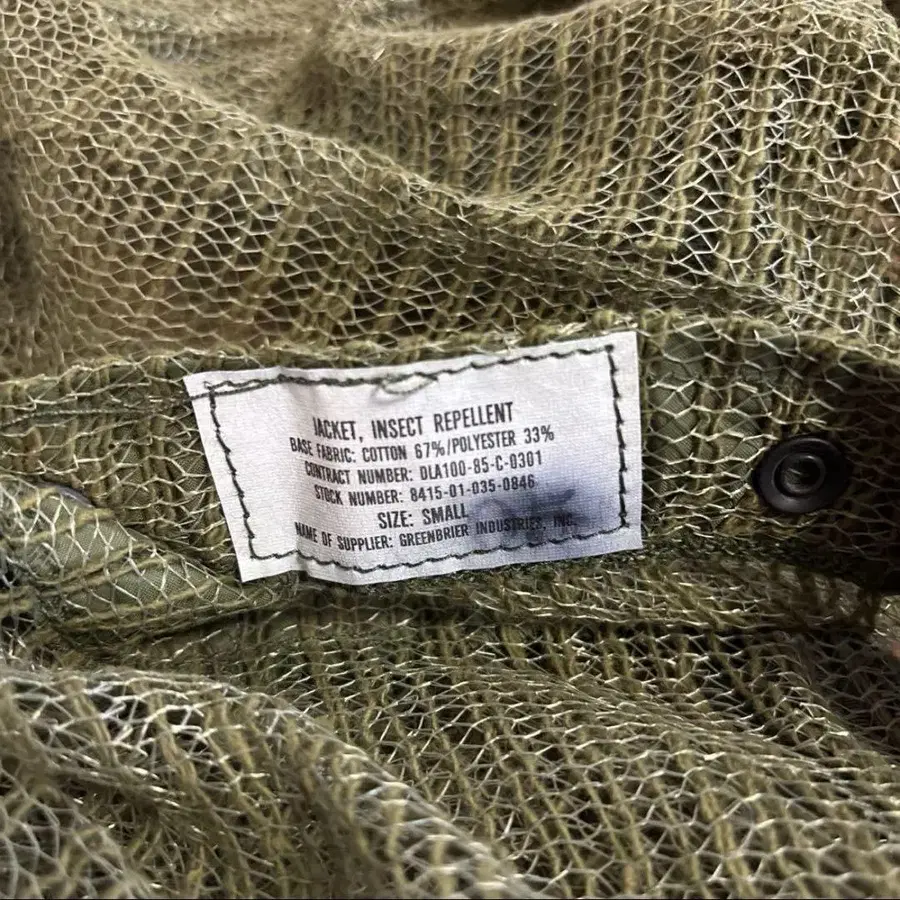 JACKET, INSECT REPELLENT
BASE FABRIC: COTTON 67%/POLYESTER 33%
CONTRACT NUMBER: DLA100-85-C-0301
STOCK NUMBER: 8415-01-035-0846
SIZE: SMALL
NAME OF SUPPLIER: GREENBRIER INDUSTRIES, INC.